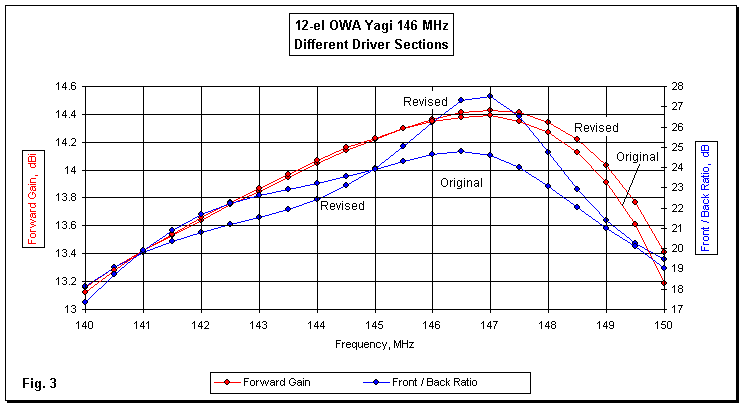 12-el OWA Yagi 146 MHz
Different Driver Sections
14.6
14.4
14.2
14
13.8
13.6
13.4
13.2
13
Forward Gain, dBi
28
27
26
25
24
23
22
21
20
19
18
17
Front / Back Ratio, dB
Revised
Revised
Original
Original
Revised
140
141
142
143
144
145
146
147
148
149
150
Frequency, MHz
Fig. 3
Forward Gain
Front / Back Ratio